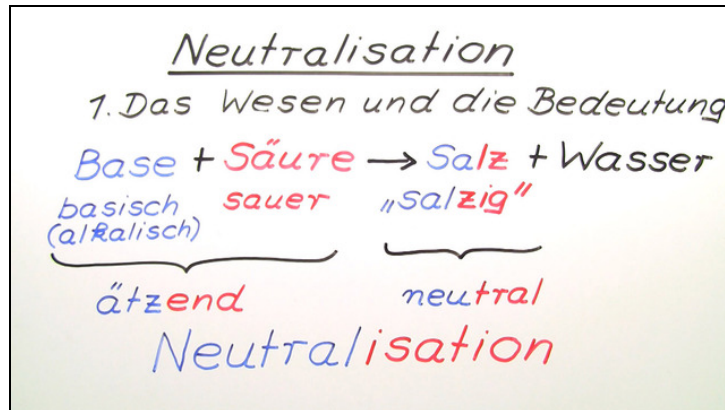 Neutralisation
1. Das Wesen und die Bedeutung
Base + Säure → Salz + Wasser
basisch sauer „salzig"
(alkalisch)
ätzend neutral
Neutralisation